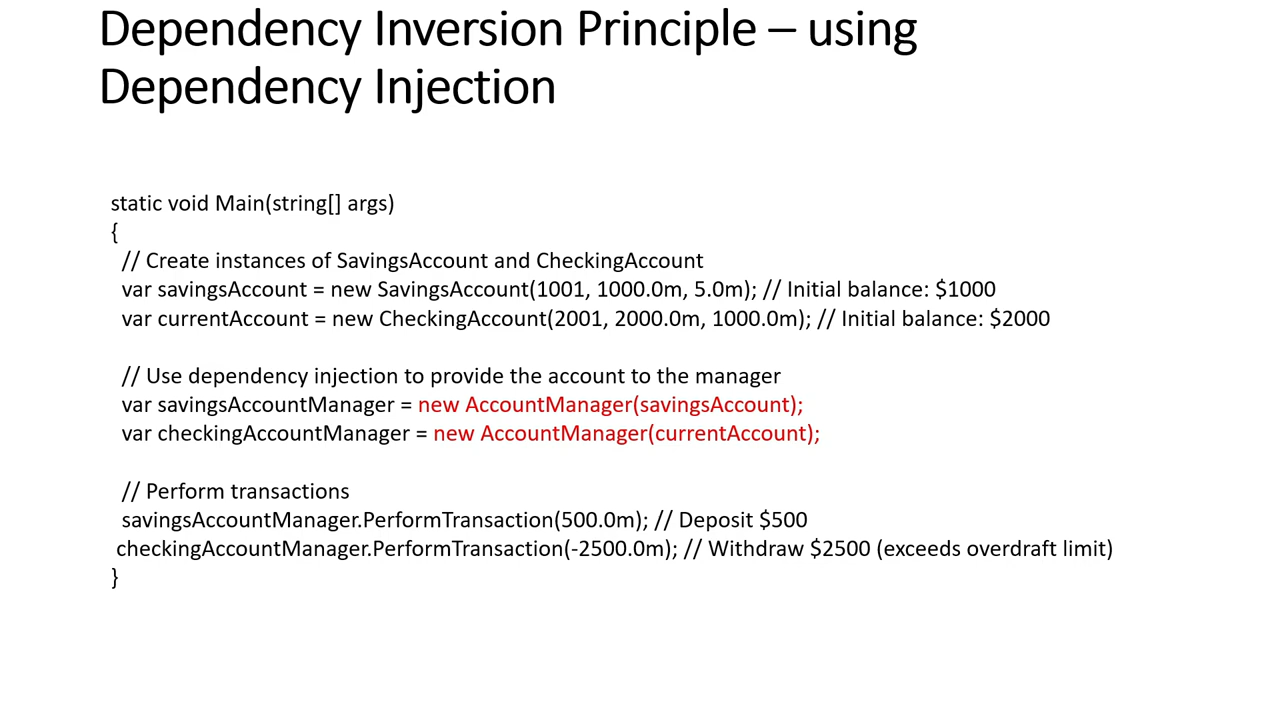 Dependency Inversion Principle – using
Dependency Injection
static void Main(string[] args)
{
// Create instances of SavingsAccount and CheckingAccount
var savingsAccount = new SavingsAccount(1001, 1000.0m, 5.0m); // Initial balance: $1000
var currentAccount = new CheckingAccount(2001, 2000.0m, 1000.0m); // Initial balance: $2000
// Use dependency injection to provide the account to the manager
var savingsAccountManager = new AccountManager(savingsAccount);
var checkingAccountManager = new AccountManager(currentAccount);
// Perform transactions
savingsAccountManager.PerformTransaction(500.0m); // Deposit $500
checkingAccountManager.PerformTransaction(-2500.0m); // Withdraw $2500 (exceeds overdraft limit)
}